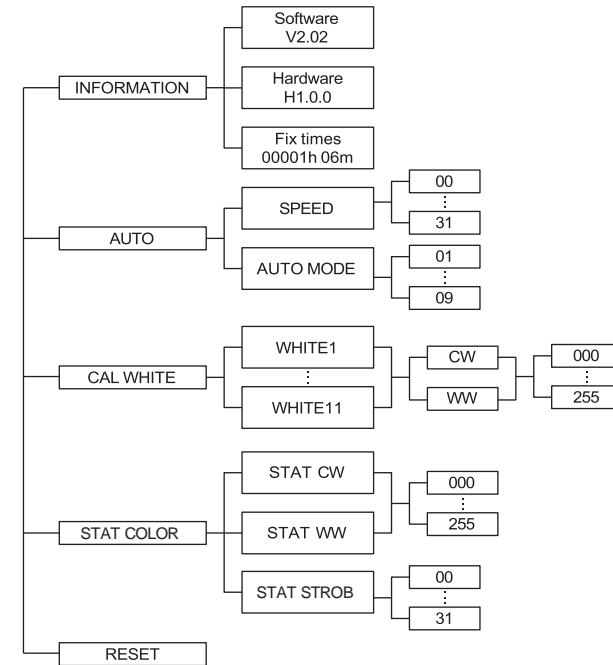 INFORMATION
Software
V2.02
Hardware
H1.0.0
Fix times
00001h 06m
AUTO
SPEED
00
31
AUTO MODE
01
09
CAL WHITE
WHITE1
WHITE11
CW
WW
000
255
STAT COLOR
STAT CW
STAT WW
000
255
STAT STROB
00
31
RESET